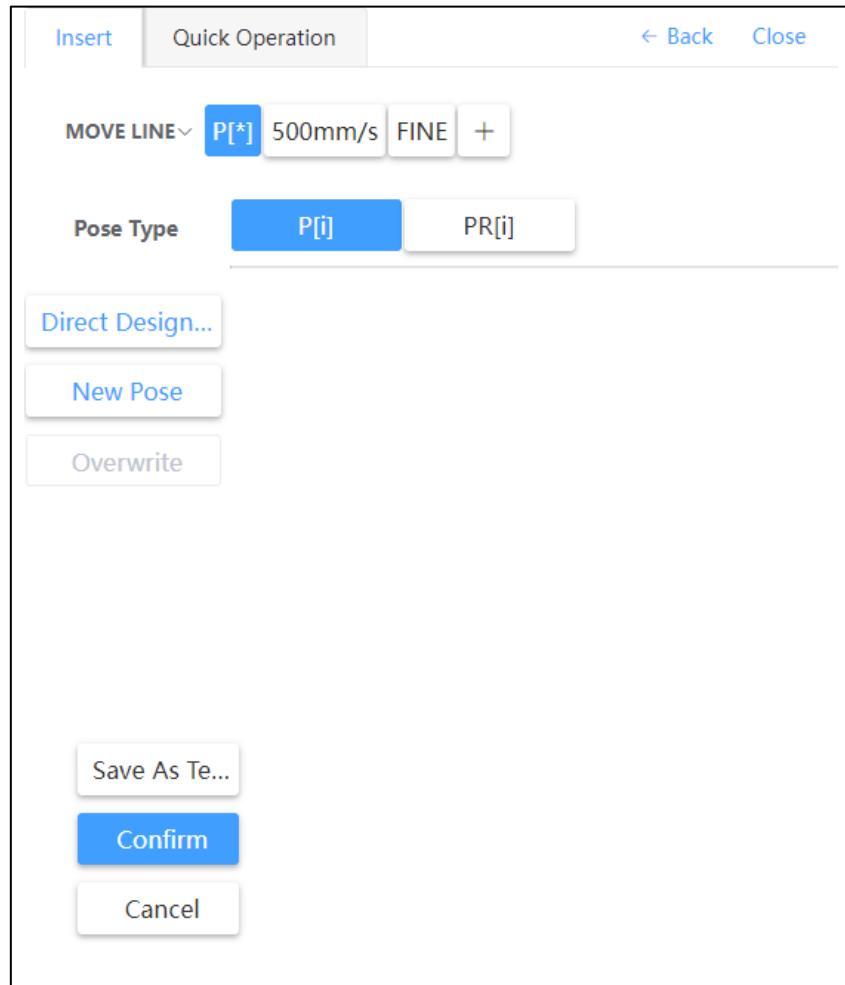 Insert Quick Operation ← Back Close
MOVE LINE P[*] 500mm/s FINE +
Pose Type P[i] PR[i]
Direct Design...
New Pose
Overwrite
Save As Te...
Confirm
Cancel